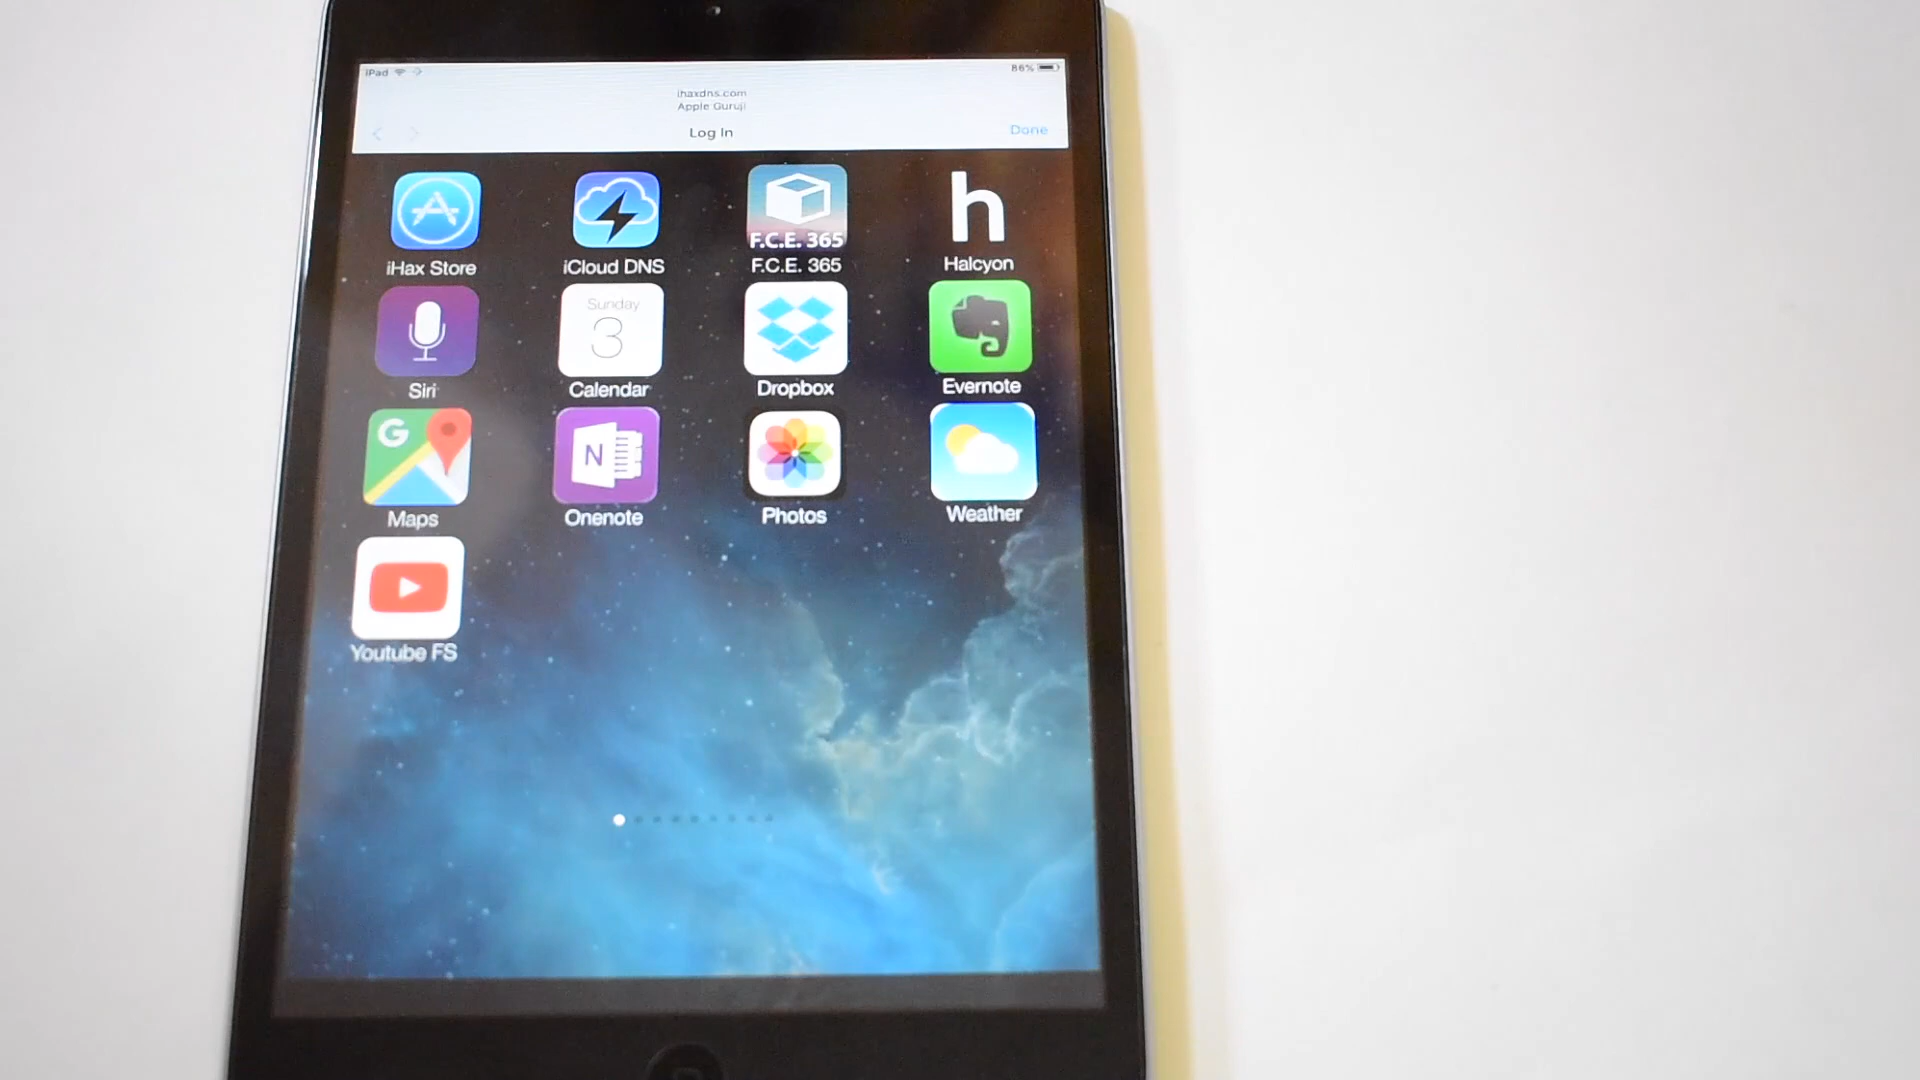 iPad
86%
ihaxdns.com
Apple Guruji
Log In
Done
F.C.E. 365
h
iHax Store
iCloud DNS
F.C.E. 365
Halcyon
Sunday
3
Siri
Calendar
Dropbox
Evernote
G
N
Maps
Onenote
Photos
Weather
Youtube FS